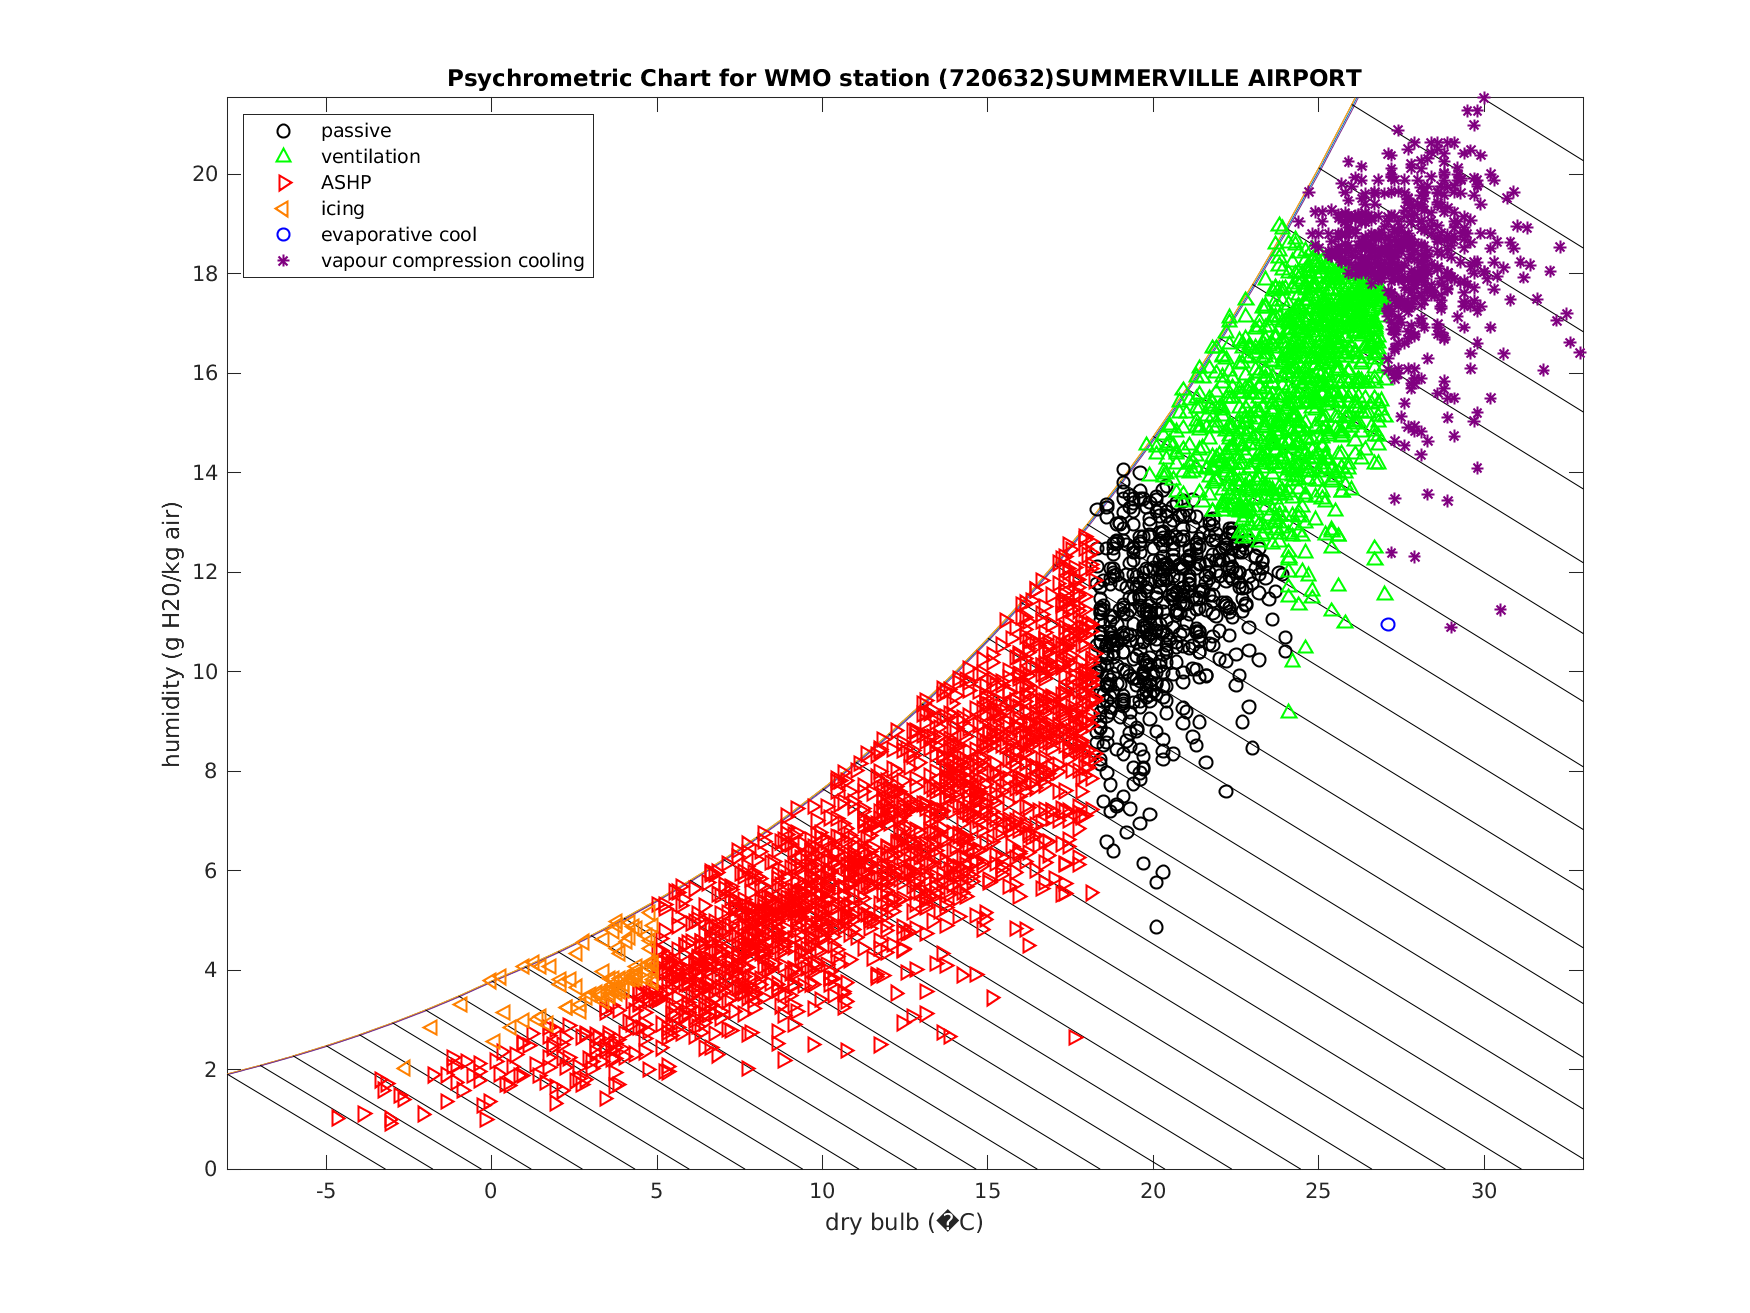 Psychrometric Chart for WMO station (720632)SUMMERVILLE AIRPORT
passive
ventilation
ASHP
icing
evaporative cool
vapour compression cooling
humidity (g H20/kg air)
20
18
16
14
12
10
8
6
4
2
0
-5 0 5 10 15 20 25 30
dry bulb (�C)